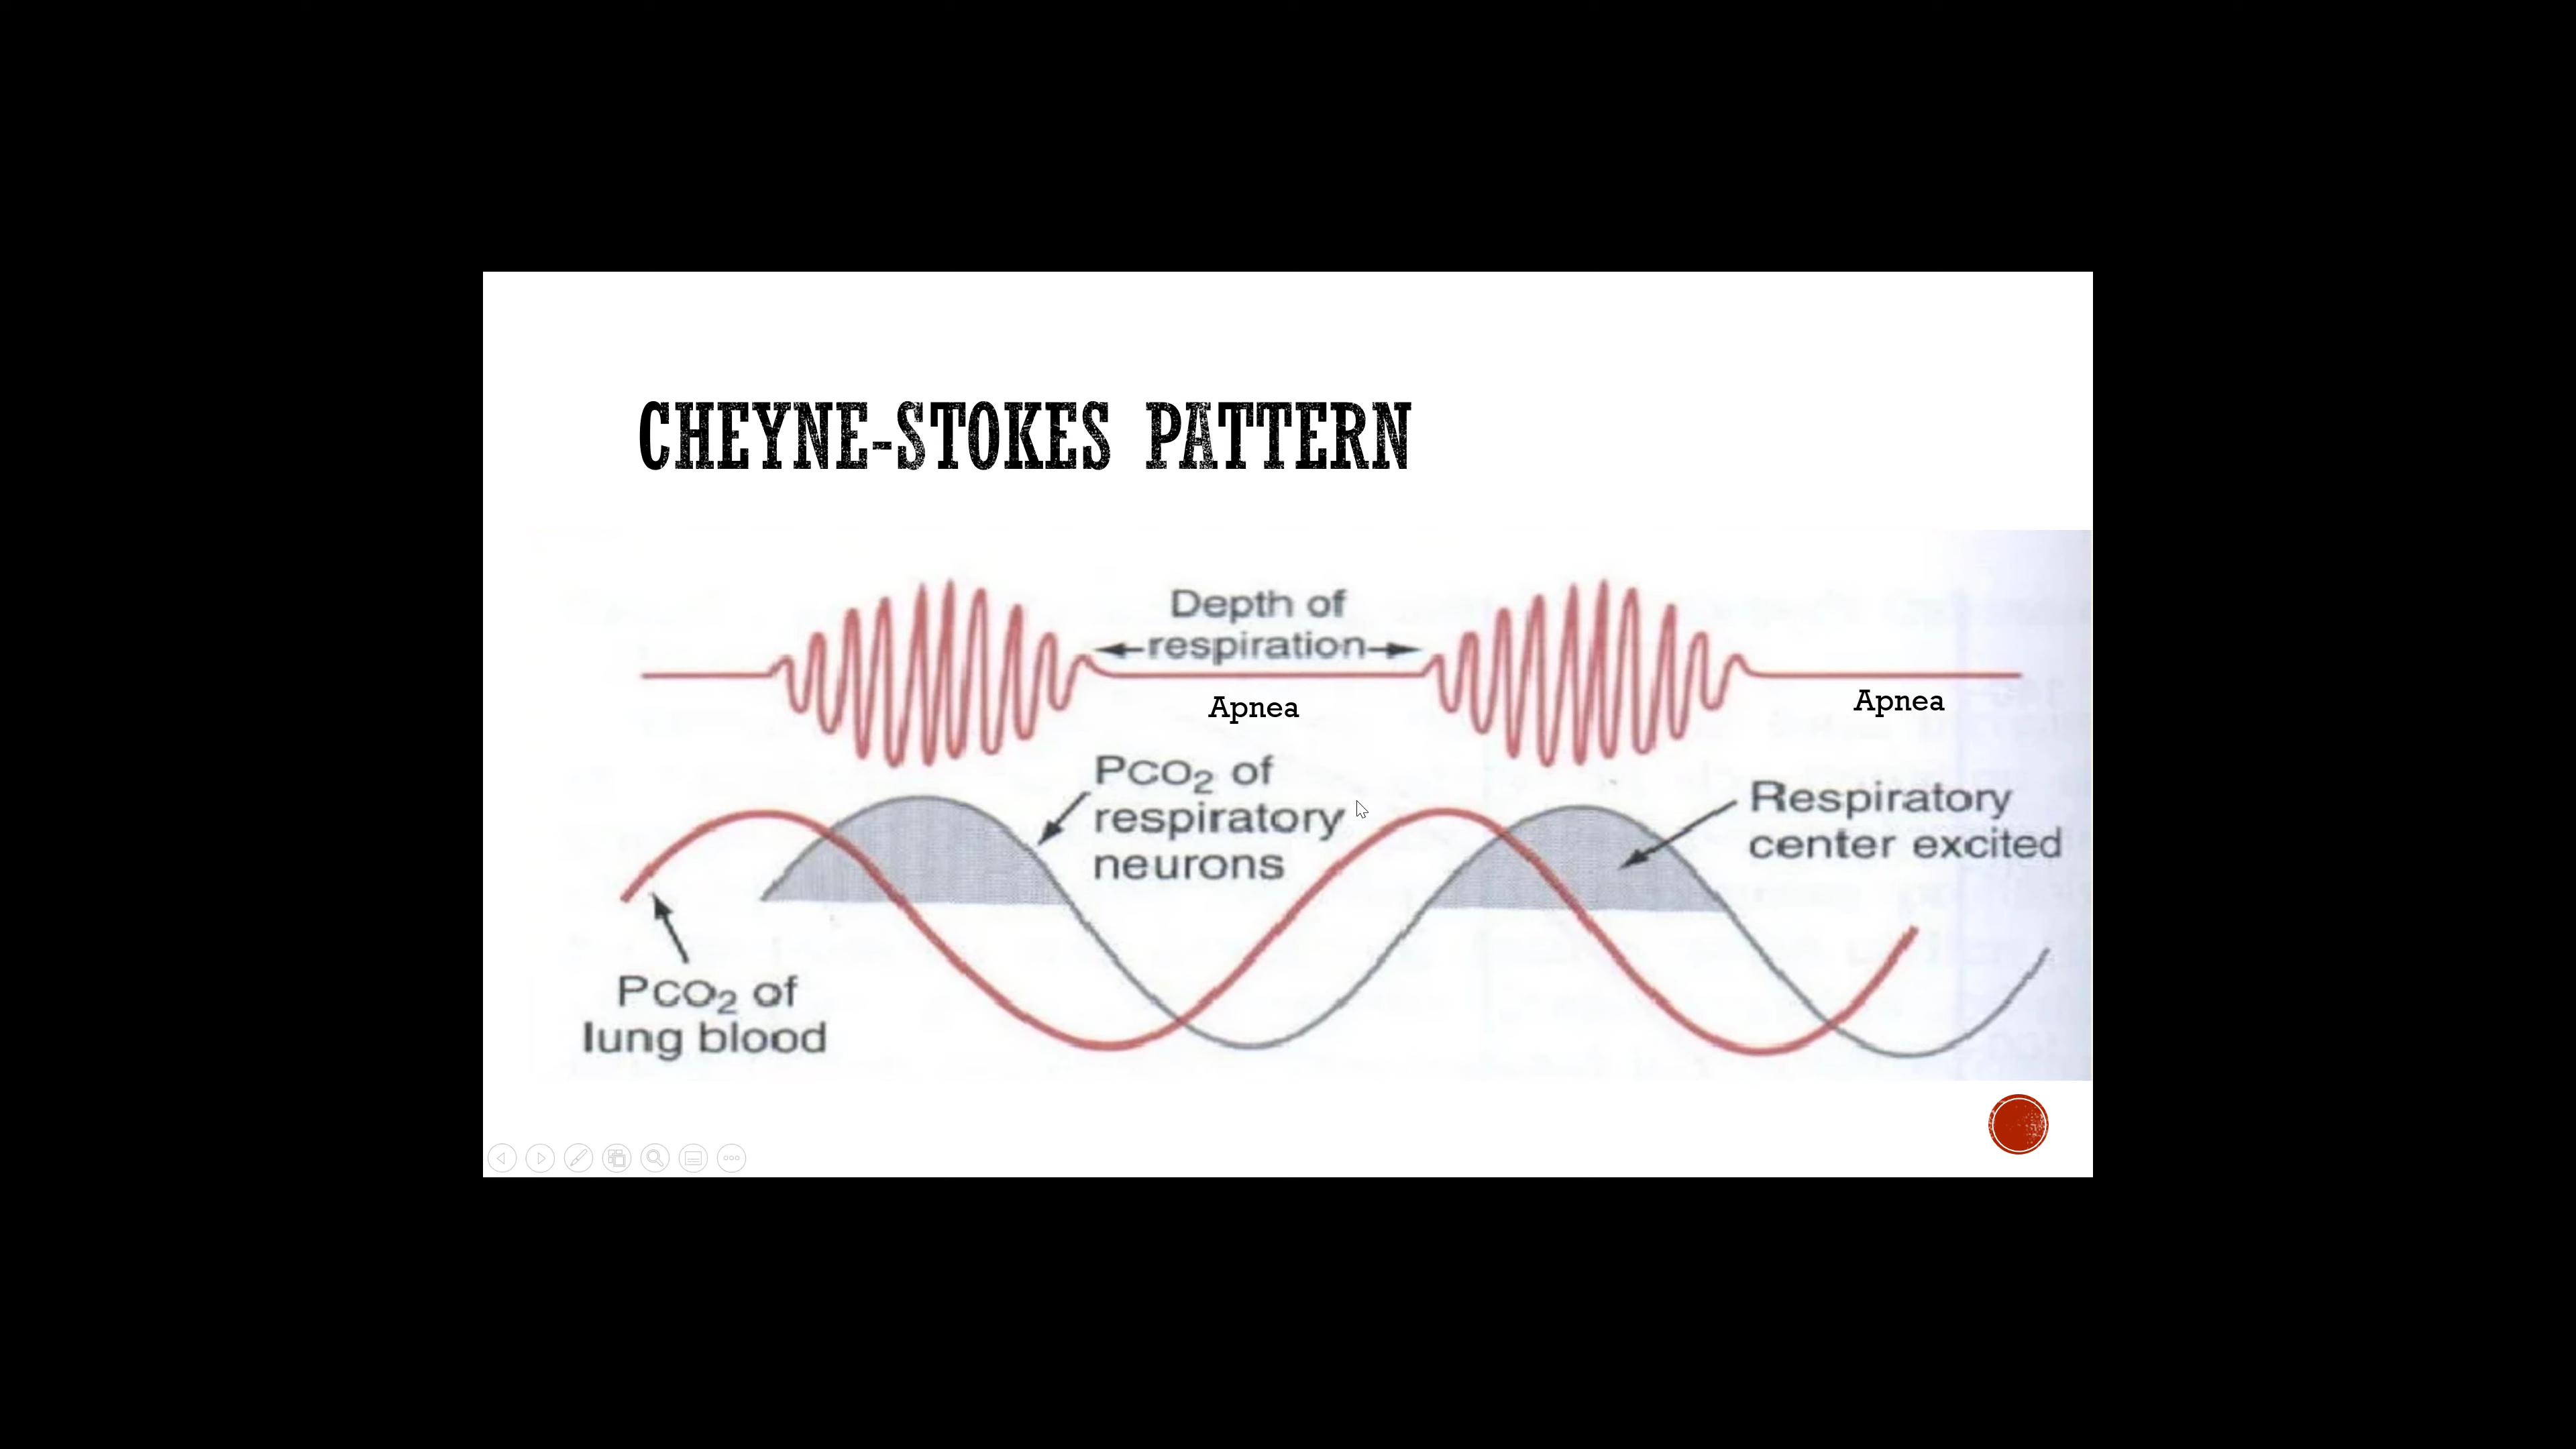 CHEYNE-STOKES PATTERN
Depth of
respiration
Apnea
Apnea
PCO₂ of
respiratory
neurons
Respiratory
center excited
PCO₂ of
lung blood